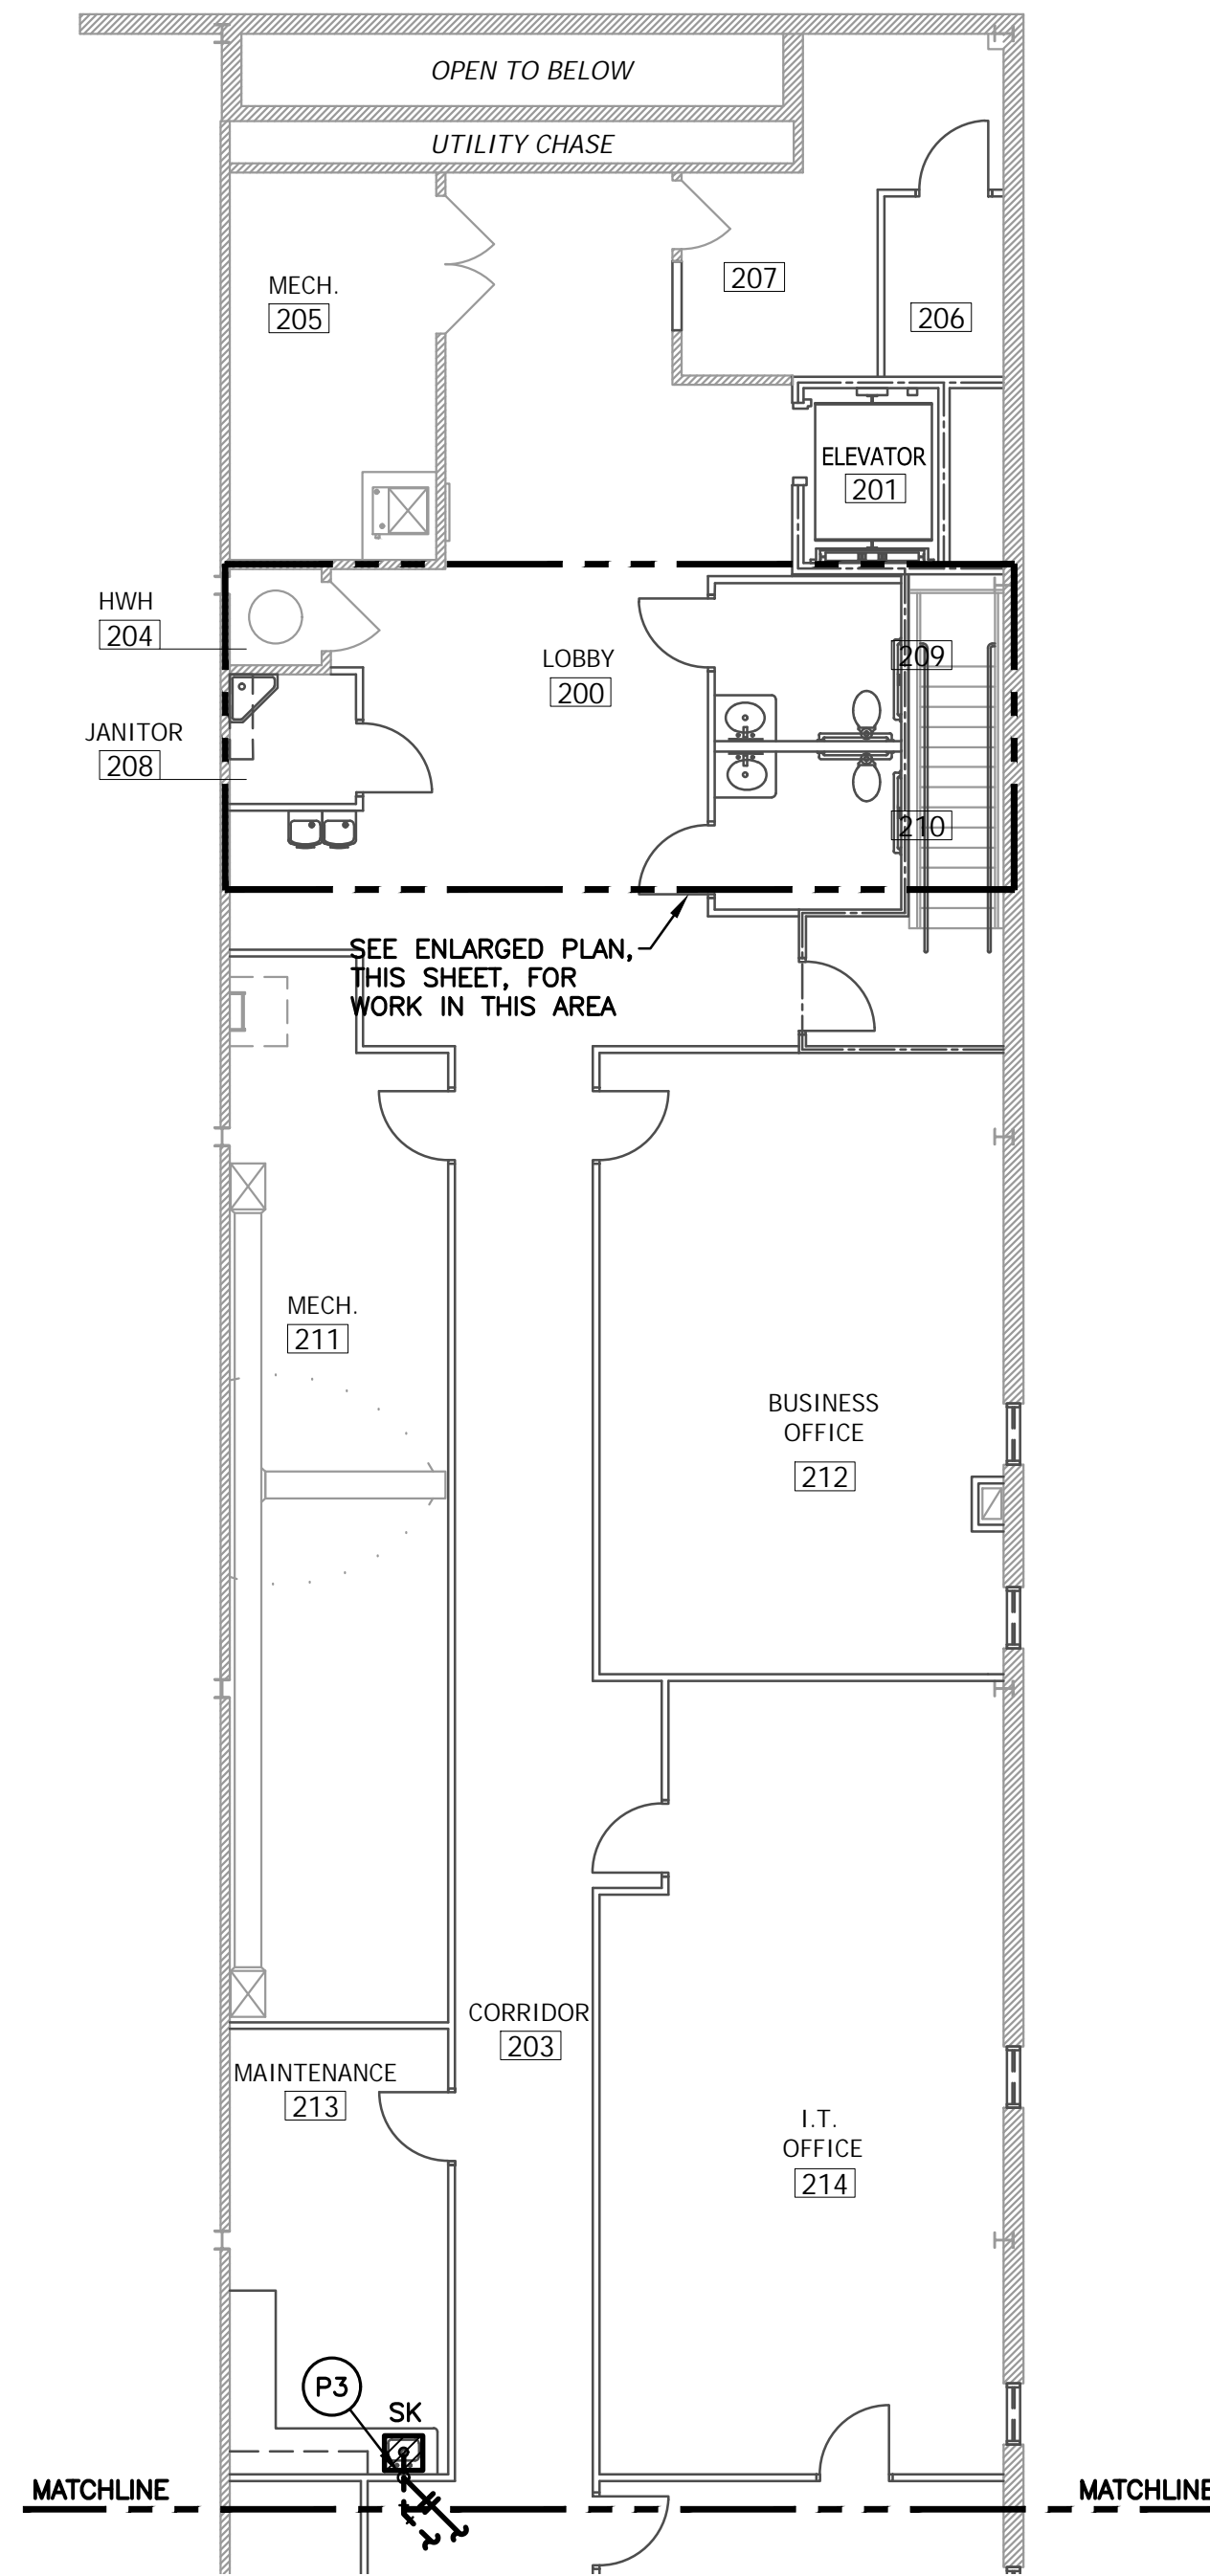 OPEN TO BELOW
UTILITY CHASE
MECH.
205
207
206
ELEVATOR
201
HWH
204
LOBBY
200
209
JANITOR
208
210
SEE ENLARGED PLAN,
THIS SHEET, FOR
WORK IN THIS AREA
MECH.
211
BUSINESS
OFFICE
212
CORRIDOR
203
MAINTENANCE
213
I.T.
OFFICE
214
P3
SK
MATCHLINE
MATCHLINE